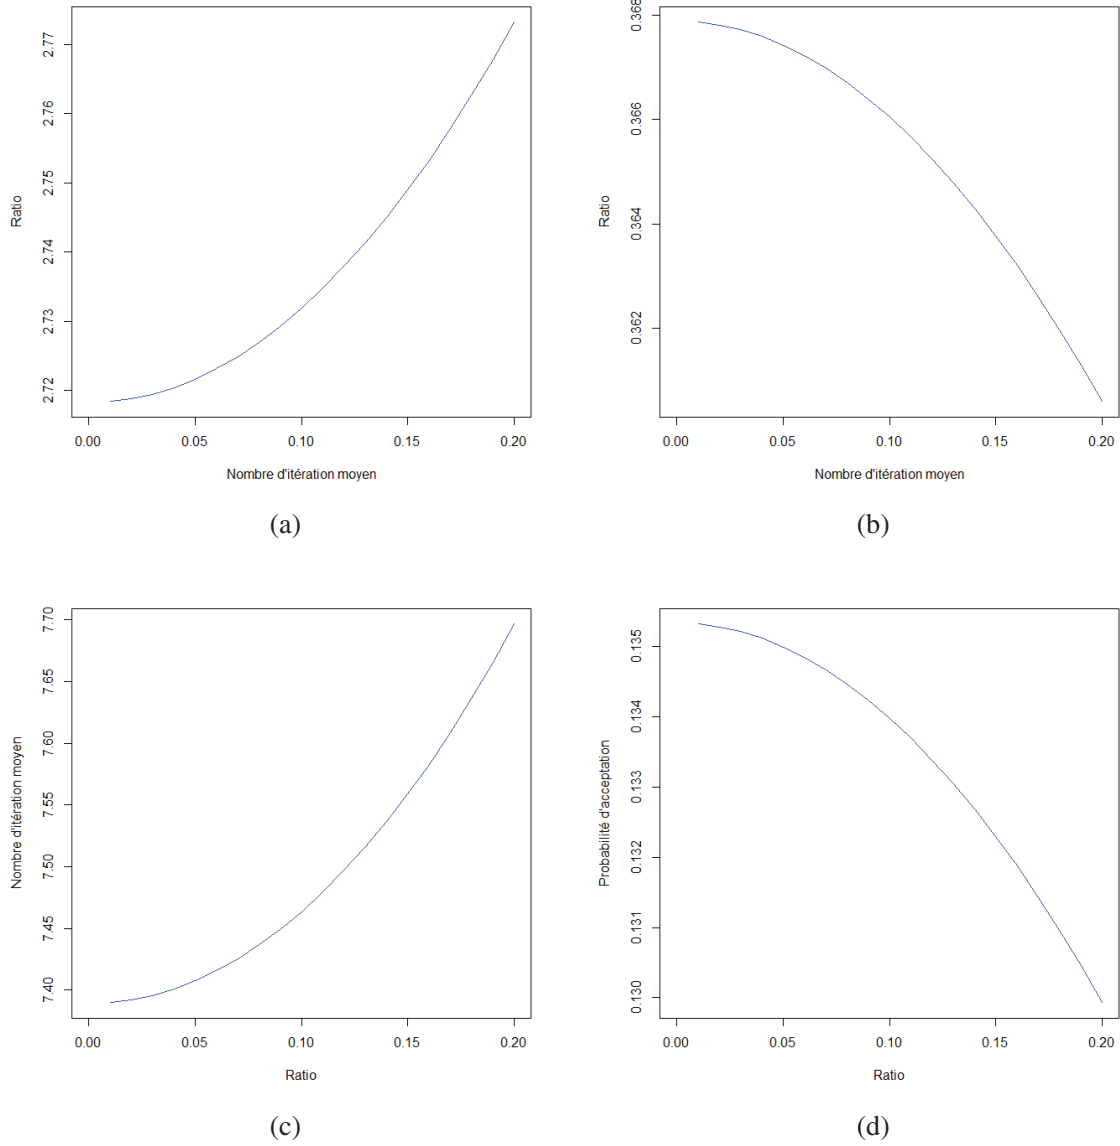 2.77
2.76
2.75
2.74
2.73
2.72
Ratio
0.00 0.05 0.10 0.15 0.20
Nombre d'itération moyen
(a)
0.368
0.366
0.364
0.362
Ratio
0.00 0.05 0.10 0.15 0.20
Nombre d'itération moyen
(b)
7.70
7.65
7.60
7.55
7.50
7.45
7.40
Nombre d'itération moyen
0.00 0.05 0.10 0.15 0.20
Ratio
(c)
0.135
0.134
0.133
0.132
0.131
0.130
Probabilité d'acceptation
0.00 0.05 0.10 0.15 0.20
Ratio
(d)